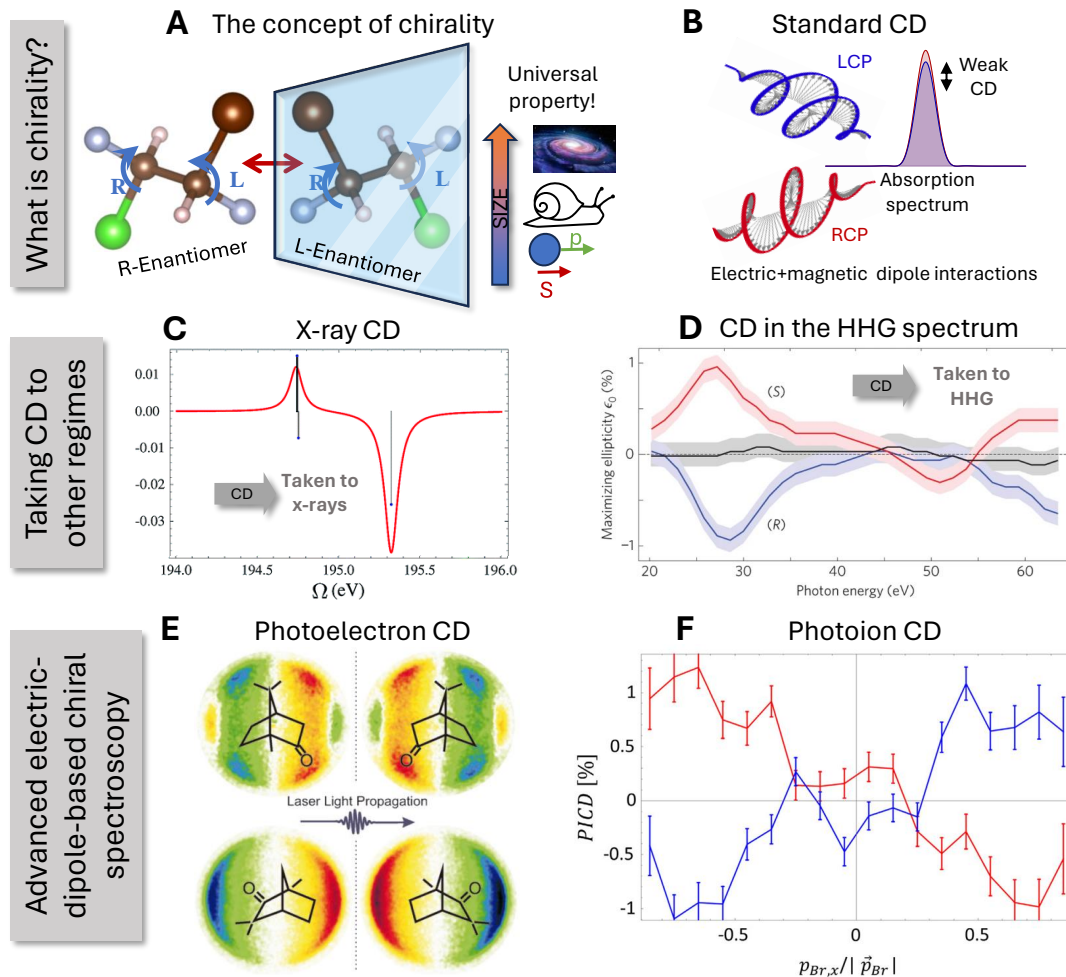 What is chirality?
A The concept of chirality
R
L
R
L
R-Enantiomer
L-Enantiomer
Universal
property!
SIZE
p
S
B Standard CD
LCP
Weak
CD
RCP
Absorption
spectrum
Electric+magnetic dipole interactions
Taking CD to
other regimes
C X-ray CD
0.01
0.00
-0.01
-0.02
-0.03
CD
Taken to
x-rays
194.0 194.5 195.0 195.5 196.0
Ω (eV)
D CD in the HHG spectrum
Maximizing ellipticity ϵ0 (%)
1
0
−1
(S)
(R)
CD
Taken to
HHG
20 30 40 50 60
Photon energy (eV)
Advanced electric-
dipole-based chiral
spectroscopy
E Photoelectron CD
O
O
Laser Light Propagation
O
O
F Photoion CD
PICD [%]
1
0.5
0
-0.5
-1
-0.5 0 0.5
p⃗Br,x/| p⃗Br|